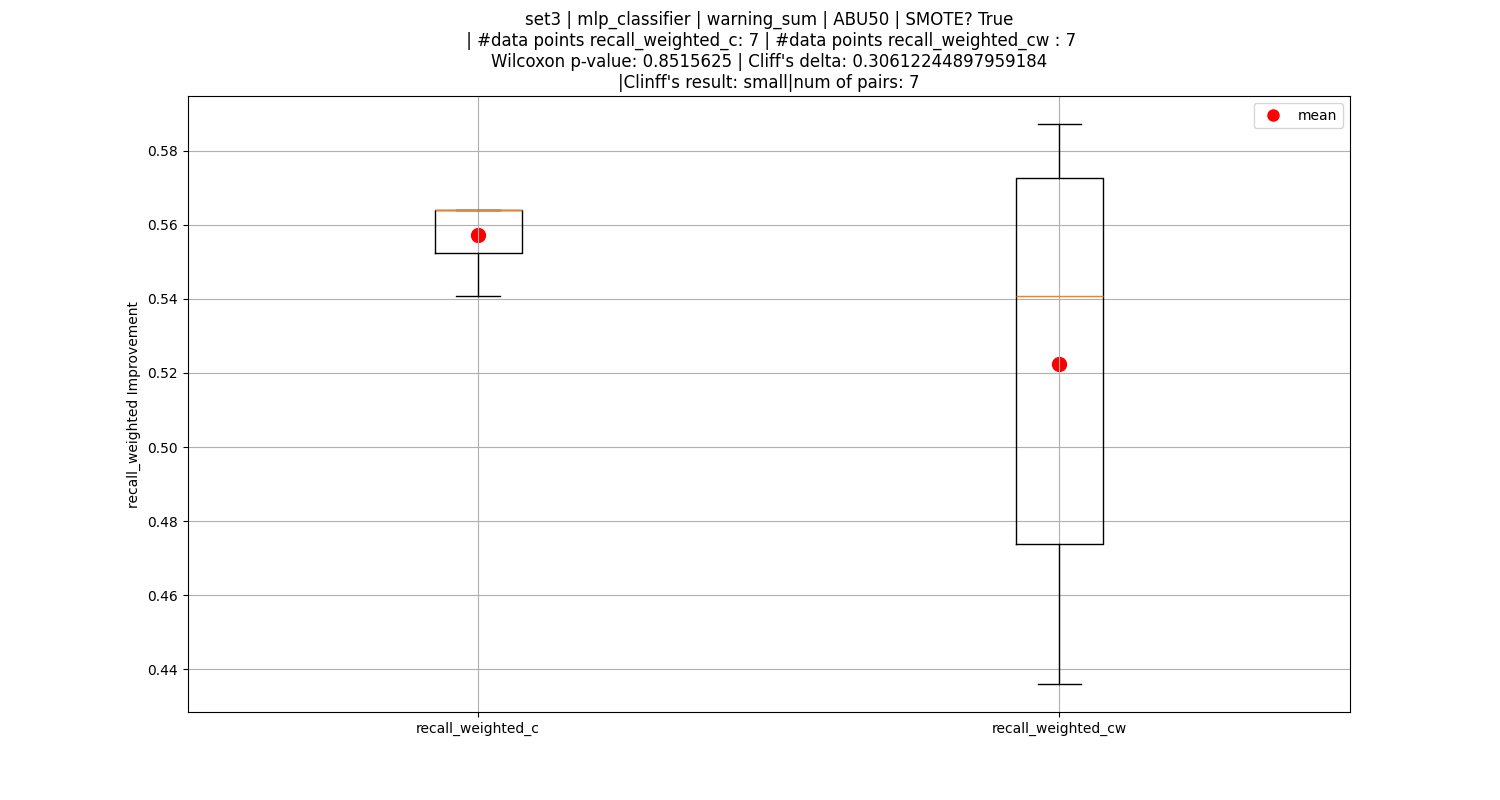 set3 | mlp_classifier | warning_sum | ABU50 | SMOTE? True
| #data points recall_weighted_c: 7 | #data points recall_weighted_cw : 7
Wilcoxon p-value: 0.8515625 | Cliff's delta: 0.30612244897959184
|Clinff's result: small|num of pairs: 7
mean
0.58
0.56
0.54
0.52
0.50
0.48
0.46
0.44
recall_weighted Improvement
recall_weighted_c
recall_weighted_cw